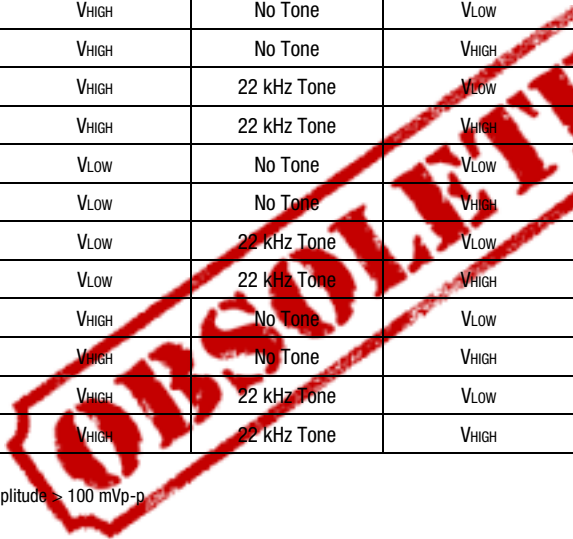 VHIGH No Tone VLOW
VHIGH No Tone VHIGH
VHIGH 22 kHz Tone VLOW
VHIGH 22 kHz Tone VHIGH
VLOW No Tone VLOW
VLOW No Tone VHIGH
VLOW 22 kHz Tone VLOW
VLOW 22 kHz Tone VHIGH
VHIGH No Tone VLOW
VHIGH No Tone VHIGH
VHIGH 22 kHz Tone VLOW
VHIGH 22 kHz Tone VHIGH
plitude > 100 mVp-p
OBSOLETE